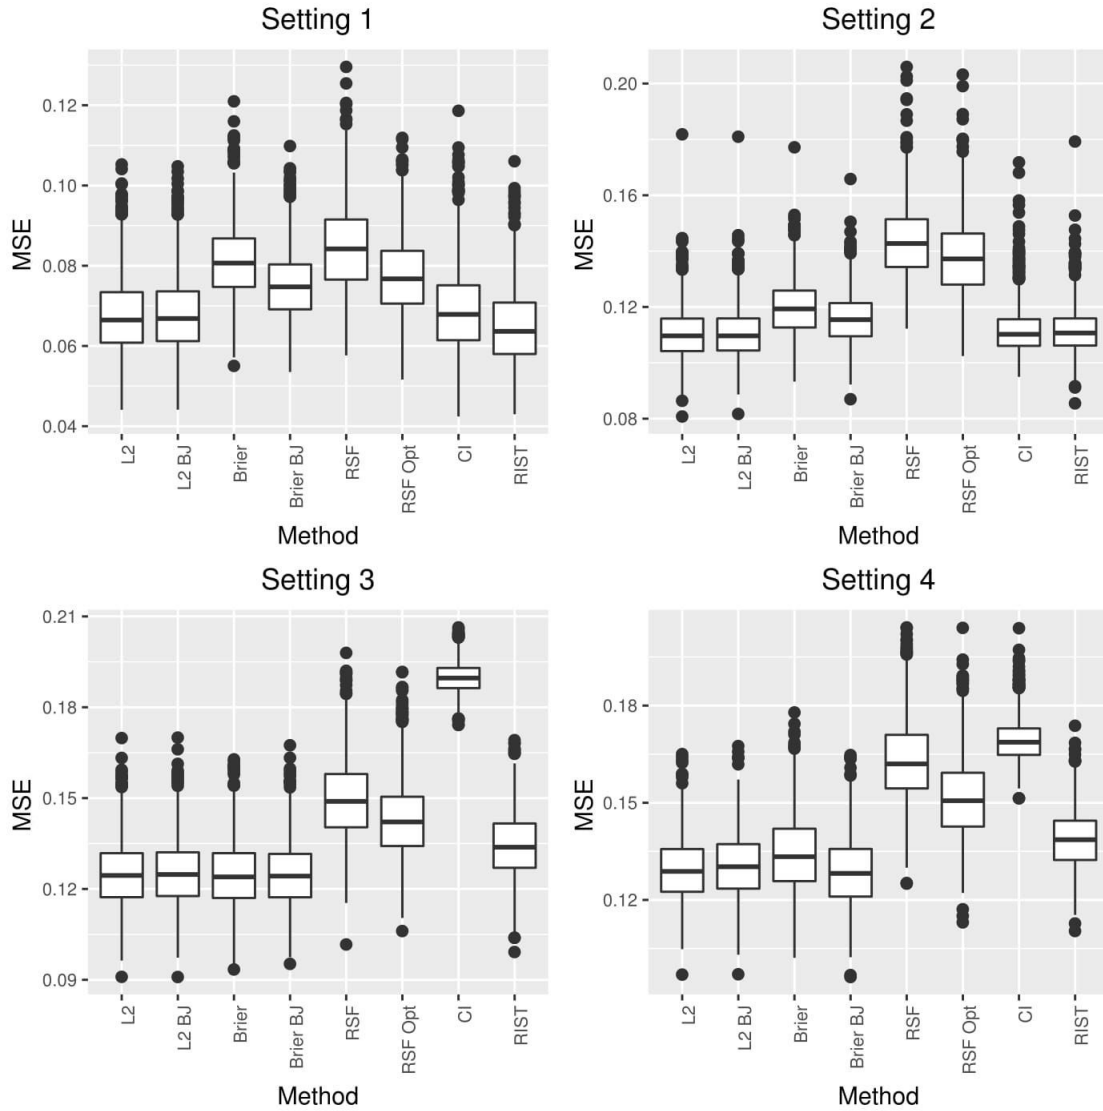 Setting 1
MSE
0.12
0.10
0.08
0.06
0.04
L2
L2 BJ
Brier
Brier BJ
RSF
RSF Opt
CI
RIST
Method
Setting 2
MSE
0.20
0.16
0.12
0.08
L2
L2 BJ
Brier
Brier BJ
RSF
RSF Opt
CI
RIST
Method
Setting 3
MSE
0.21
0.18
0.15
0.12
0.09
L2
L2 BJ
Brier
Brier BJ
RSF
RSF Opt
CI
RIST
Method
Setting 4
MSE
0.18
0.15
0.12
L2
L2 BJ
Brier
Brier BJ
RSF
RSF Opt
CI
RIST
Method